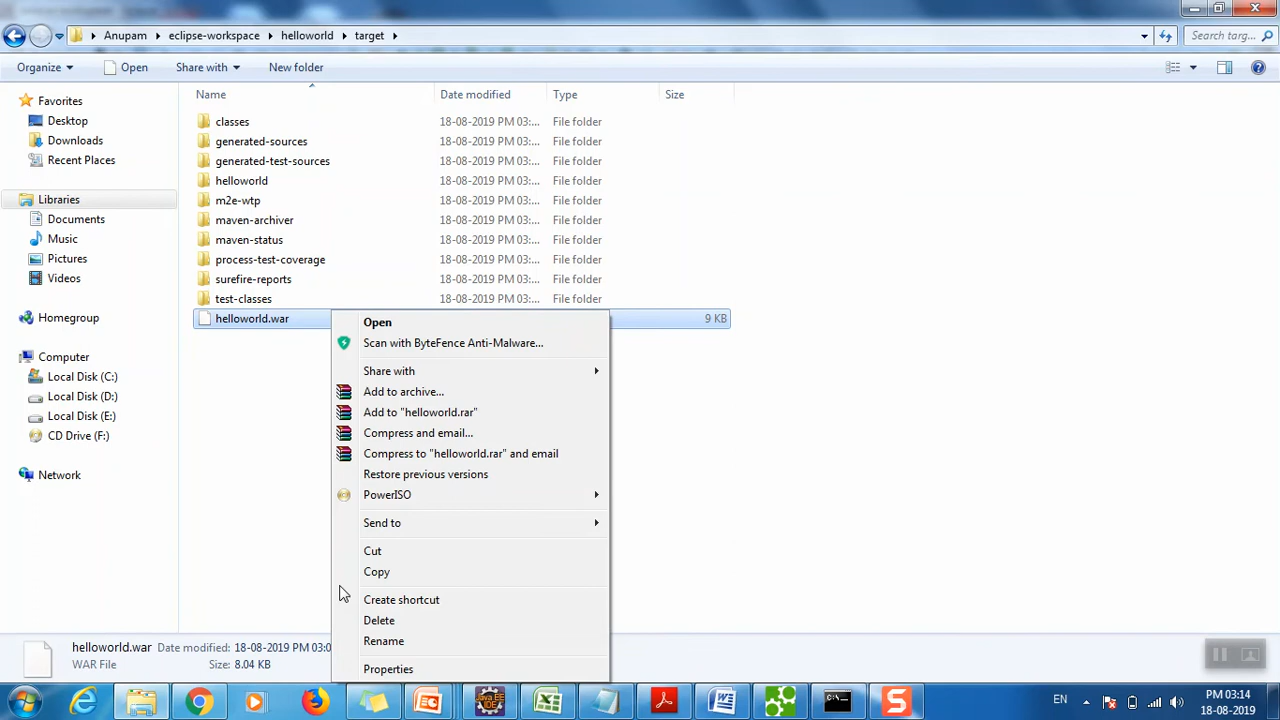 Anupam ▸ eclipse-workspace ▸ helloworld ▸ target ▸
Search targ...
Organize ▾ Open Share with ▾ New folder
Name Date modified Type Size
Favorites
Desktop
Downloads
Recent Places
Libraries
Documents
Music
Pictures
Videos
Homegroup
Computer
Local Disk (C:)
Local Disk (D:)
Local Disk (E:)
CD Drive (F:)
Network
classes 18-08-2019 PM 03:... File folder
generated-sources 18-08-2019 PM 03:... File folder
generated-test-sources 18-08-2019 PM 03:... File folder
helloworld 18-08-2019 PM 03:... File folder
m2e-wtp 18-08-2019 PM 03:... File folder
maven-archiver 18-08-2019 PM 03:... File folder
maven-status 18-08-2019 PM 03:... File folder
process-test-coverage 18-08-2019 PM 03:... File folder
surefire-reports 18-08-2019 PM 03:... File folder
test-classes 18-08-2019 PM 03:... File folder
helloworld.war 9 KB
Open
Scan with ByteFence Anti-Malware...
Share with
Add to archive...
Add to "helloworld.rar"
Compress and email...
Compress to "helloworld.rar" and email
Restore previous versions
PowerISO
Send to
Cut
Copy
Create shortcut
Delete
Rename
Properties
helloworld.war Date modified: 18-08-2019 PM 03:0
WAR File Size: 8.04 KB
EN
PM 03:14
18-08-2019